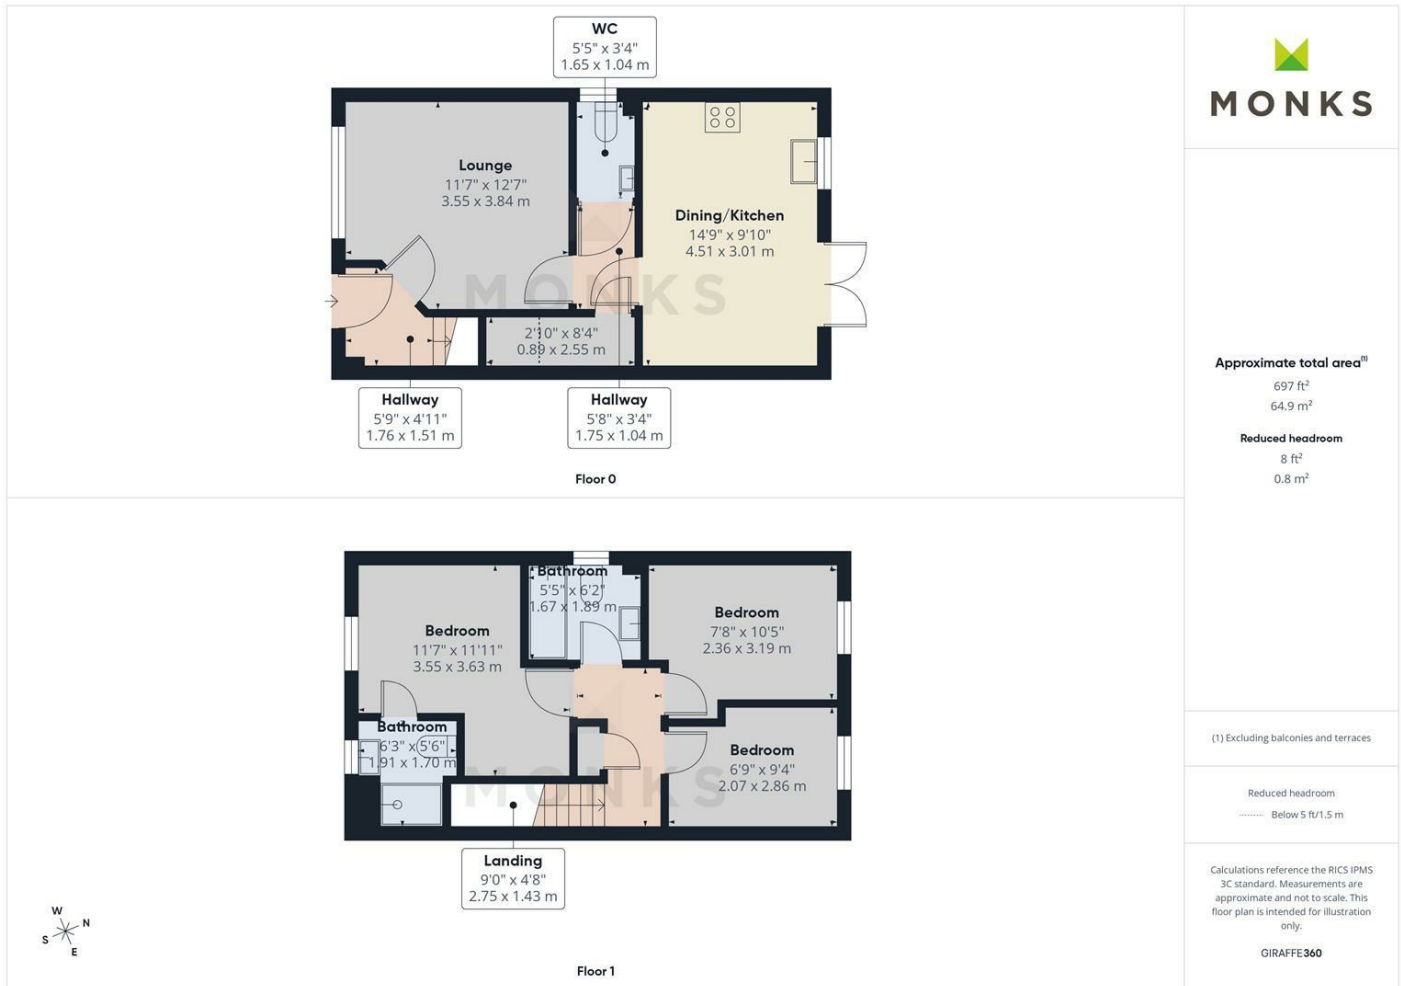 WC
5'5" x 3'4"
1.65 x 1.04 m
Lounge
11'7" x 12'7"
3.55 x 3.84 m
Dining/Kitchen
14'9" x 9'10"
4.51 x 3.01 m
MONKS
2'10" x 8'4"
0.89 x 2.55 m
Hallway
5'9" x 4'11"
1.76 x 1.51 m
Hallway
5'8" x 3'4"
1.75 x 1.04 m
Floor 0
Bathroom
5'5" x 6'2"
1.67 x 1.89 m
Bedroom
7'8" x 10'5"
2.36 x 3.19 m
Bedroom
11'7" x 11'11"
3.55 x 3.63 m
Bathroom
6'3" x 5'6"
1.91 x 1.70 m
Bedroom
6'9" x 9'4"
2.07 x 2.86 m
MONKS
Landing
9'0" x 4'8"
2.75 x 1.43 m
W
N
S
E
Floor 1
MONKS
Approximate total area(1)
697 ft²
64.9 m²
Reduced headroom
8 ft²
0.8 m²
(1) Excluding balconies and terraces
Reduced headroom
Below 5 ft/1.5 m
Calculations reference the RICS IPMS
3C standard. Measurements are
approximate and not to scale. This
floor plan is intended for illustration
only.
GIRAFFE360